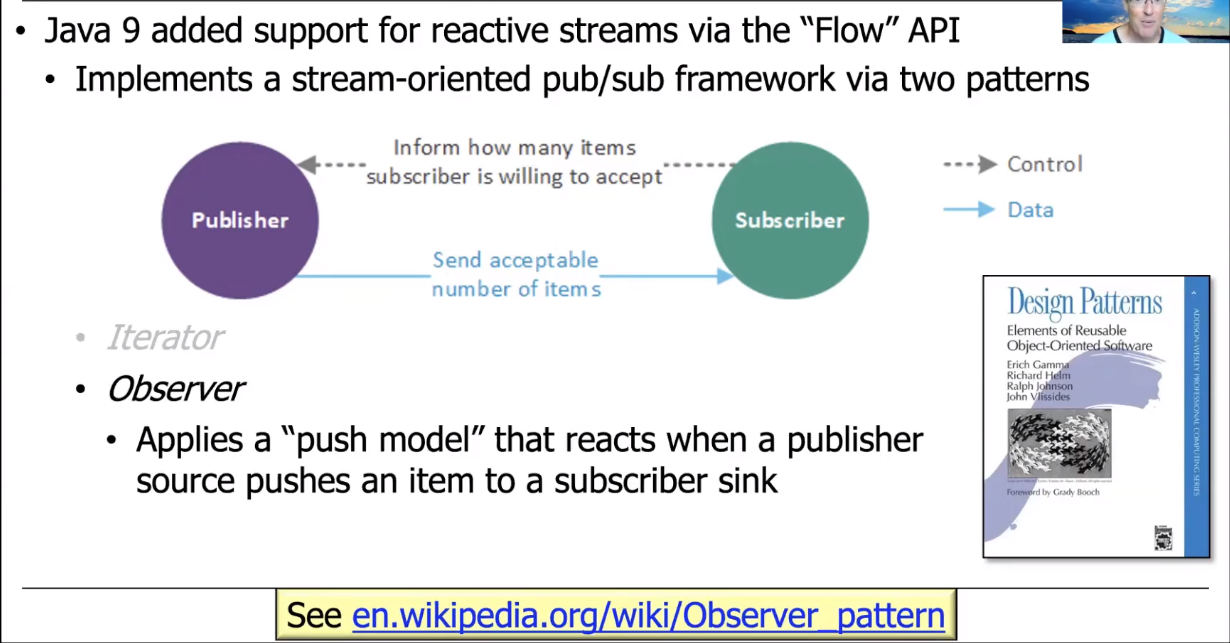 • Java 9 added support for reactive streams via the “Flow” API
• Implements a stream-oriented pub/sub framework via two patterns
Inform how many items
subscriber is willing to accept
Publisher
Subscriber
Control
Data
Send acceptable
number of items
• Iterator
• Observer
• Applies a “push model” that reacts when a publisher
source pushes an item to a subscriber sink
Design Patterns
Elements of Reusable
Object-Oriented Software
Erich Gamma
Richard Helm
Ralph Johnson
John Vlissides
Foreword by Grady Booch
ADDISON-WESLEY PROFESSIONAL COMPUTING SERIES
See en.wikipedia.org/wiki/Observer_pattern